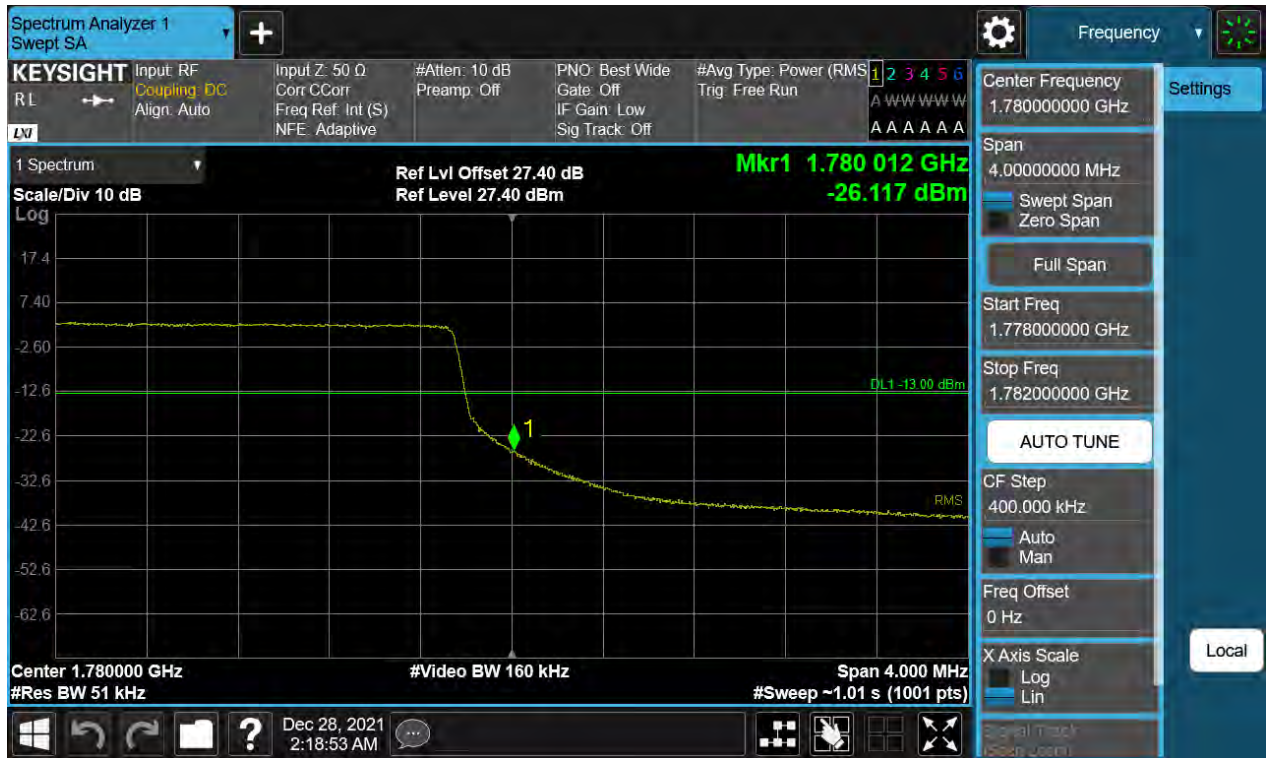 Spectrum Analyzer 1
Swept SA
Frequency
KEYSIGHT
RL
LXI
Input: RF
Coupling: DC
Align: Auto
Input Z: 50 Ω
Corr CCorr
Freq Ref: Int (S)
NFE: Adaptive
#Atten: 10 dB
Preamp: Off
PNO: Best Wide
Gate: Off
IF Gain: Low
Sig Track: Off
#Avg Type: Power (RMS
Trig: Free Run
1 2 3 4 5 6
A W W W W W
A A A A A A
1 Spectrum
Scale/Div 10 dB
Log
Ref Lvl Offset 27.40 dB
Ref Level 27.40 dBm
Mkr1 1.780 012 GHz
-26.117 dBm
17.4
7.40
-2.60
-12.6
-22.6
-32.6
-42.6
-52.6
-62.6
DL1 -13.00 dBm
1
RMS
Center 1.780000 GHz
#Res BW 51 kHz
#Video BW 160 kHz
Span 4.000 MHz
#Sweep ~1.01 s (1001 pts)
Center Frequency
1.780000000 GHz
Settings
Span
4.00000000 MHz
Swept Span
Zero Span
Full Span
Start Freq
1.778000000 GHz
Stop Freq
1.782000000 GHz
AUTO TUNE
CF Step
400.000 kHz
Auto
Man
Freq Offset
0 Hz
X Axis Scale
Log
Lin
Local
Signal Track
(Span Zoom)
?
Dec 28, 2021
2:18:53 AM